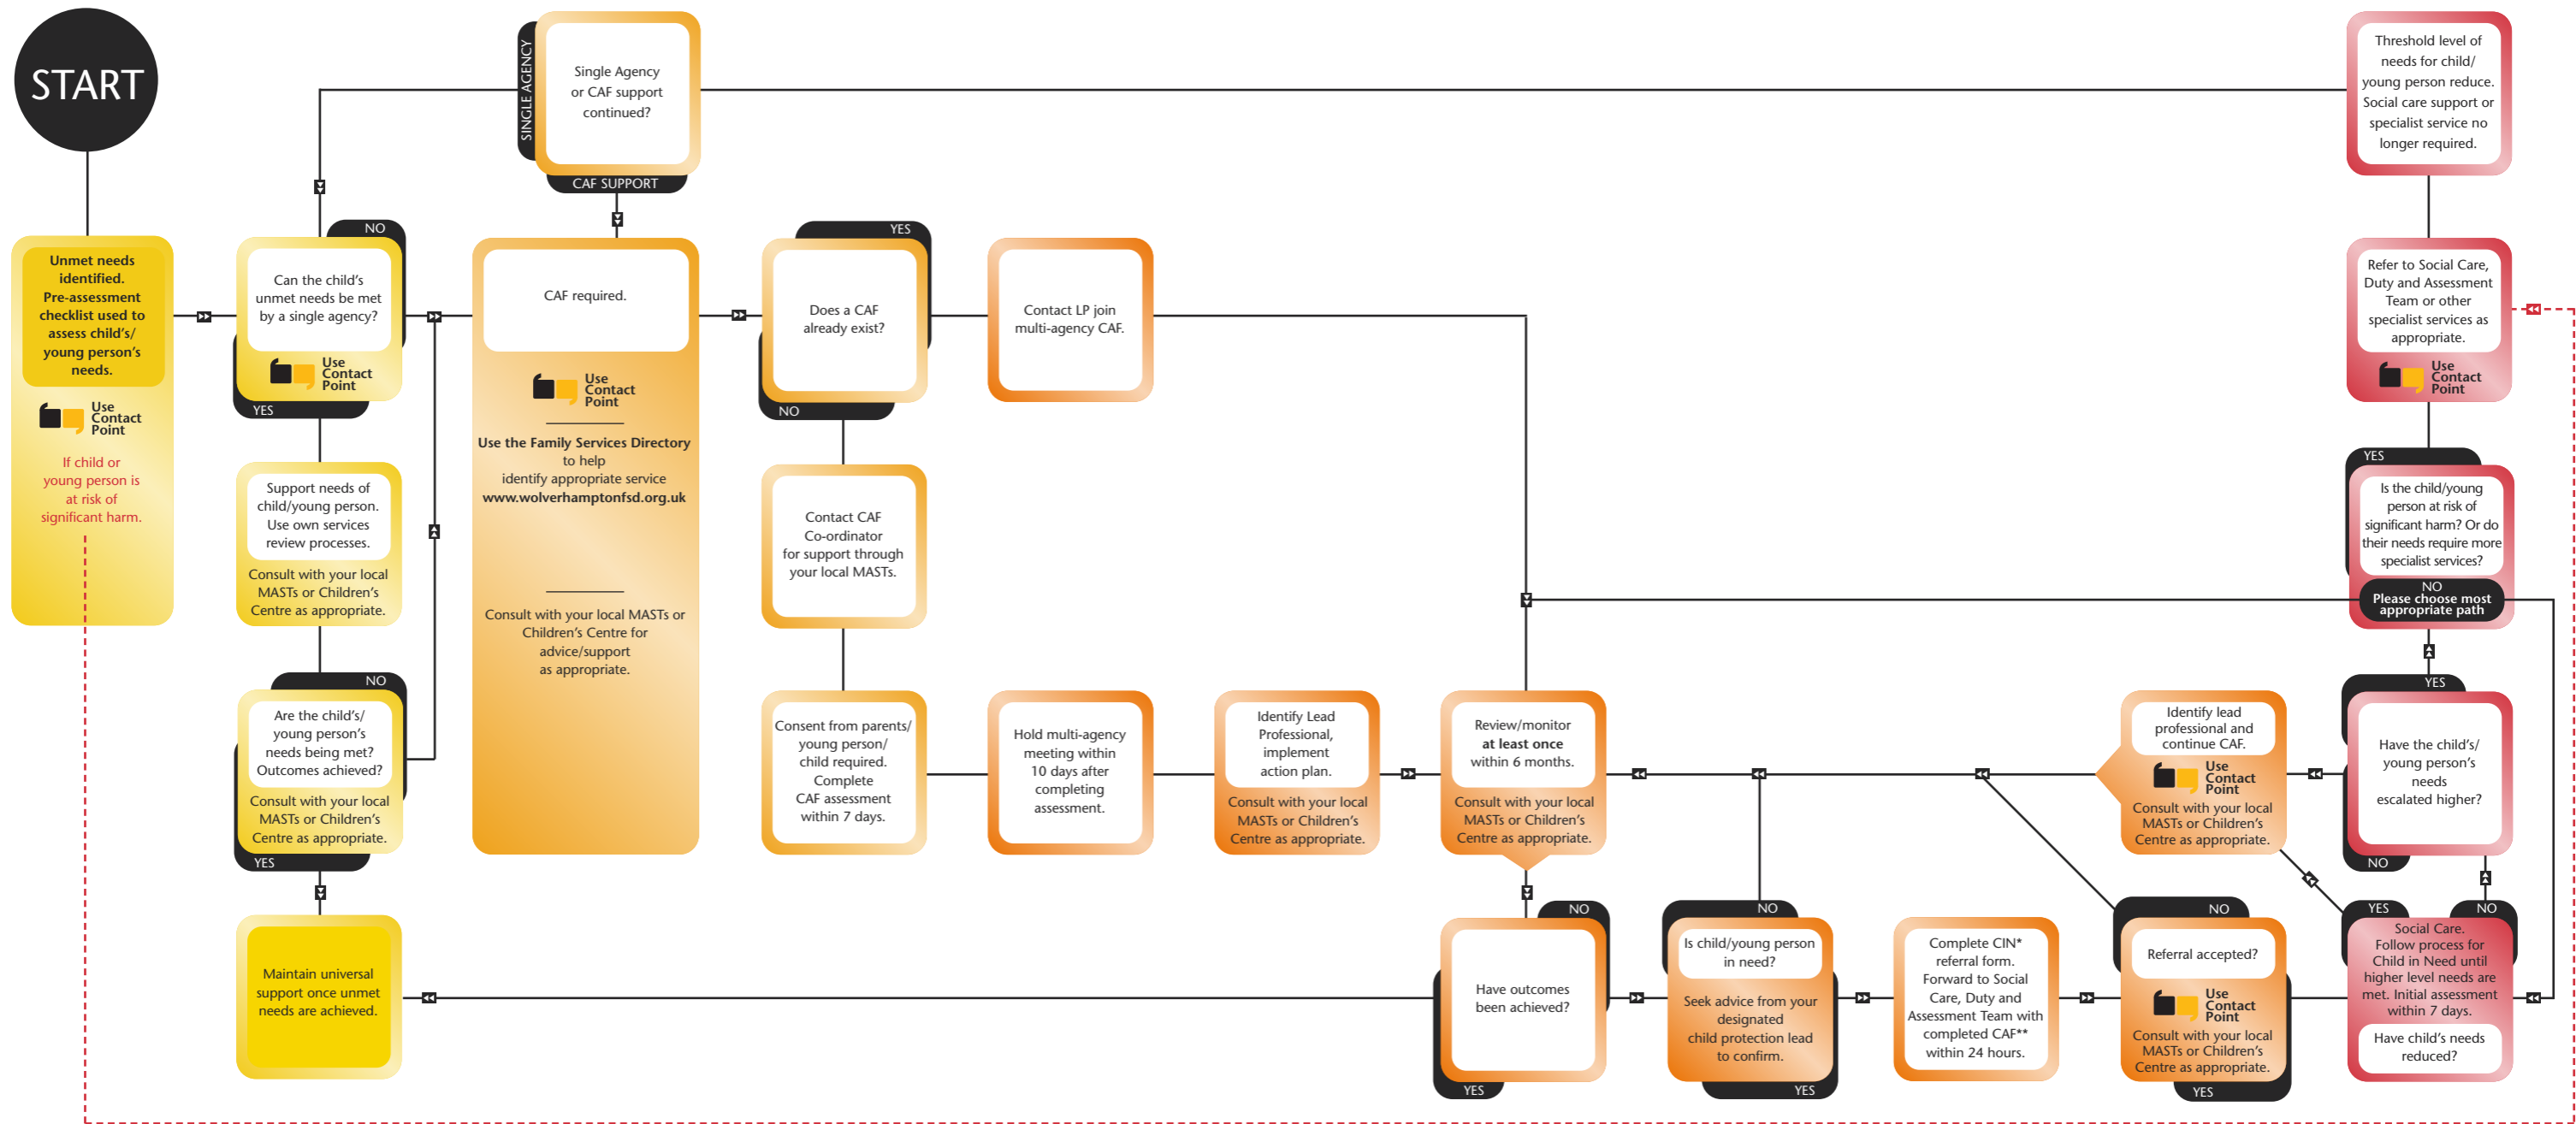 START
SINGLE AGENCY
Single Agency
or CAF support
continued?
CAF SUPPORT
Threshold level of
needs for child/
young person reduce.
Social care support or
specialist service no
longer required.
Unmet needs
identified.
Pre-assessment
checklist used to
assess child's/
young person's
needs.
Use
Contact
Point
If child or
young person is
at risk of
significant harm.
NO
Can the child's
unmet needs be met
by a single agency?
Use
Contact
Point
YES
Support needs of
child/young person.
Use own services
review processes.
Consult with your local
MASTs or Children's
Centre as appropriate.
NO
Are the child's/
young person's
needs being met?
Outcomes achieved?
Consult with your local
MASTs or Children's
Centre as appropriate.
YES
Maintain universal
support once unmet
needs are achieved.
CAF required.
Use
Contact
Point
Use the Family Services Directory
to help
identify appropriate service
www.wolverhamptonfsd.org.uk
Consult with your local MASTs or
Children's Centre for
advice/support
as appropriate.
YES
Does a CAF
already exist?
NO
Contact LP join
multi-agency CAF.
Contact CAF
Co-ordinator
for support through
your local MASTs.
Consent from parents/
young person/
child required.
Complete
CAF assessment
within 7 days.
Hold multi-agency
meeting within
10 days after
completing
assessment.
Identify Lead
Professional,
implement
action plan.
Consult with your local
MASTs or Children's
Centre as appropriate.
Review/monitor
at least once
within 6 months.
Consult with your local
MASTs or Children's
Centre as appropriate.
NO
Have outcomes
been achieved?
YES
NO
Is child/young person
in need?
Seek advice from your
designated
child protection lead
to confirm.
YES
Complete CIN*
referral form.
Forward to Social
Care, Duty and
Assessment Team with
completed CAF**
within 24 hours.
NO
Referral accepted?
Use
Contact
Point
Consult with your local
MASTs or Children's
Centre as appropriate.
YES
YES
NO
Social Care.
Follow process for
Child in Need until
higher level needs are
met. Initial assessment
within 7 days.
Have child's needs
reduced?
Identify lead
professional and
continue CAF.
Use
Contact
Point
Consult with your local
MASTs or Children's
Centre as appropriate.
YES
Have the child's/
young person's
needs
escalated higher?
NO
YES
Is the child/young
person at risk of
significant harm? Or do
their needs require more
specialist services?
NO
Please choose most
appropriate path
Refer to Social Care,
Duty and Assessment
Team or other
specialist services as
appropriate.
Use
Contact
Point